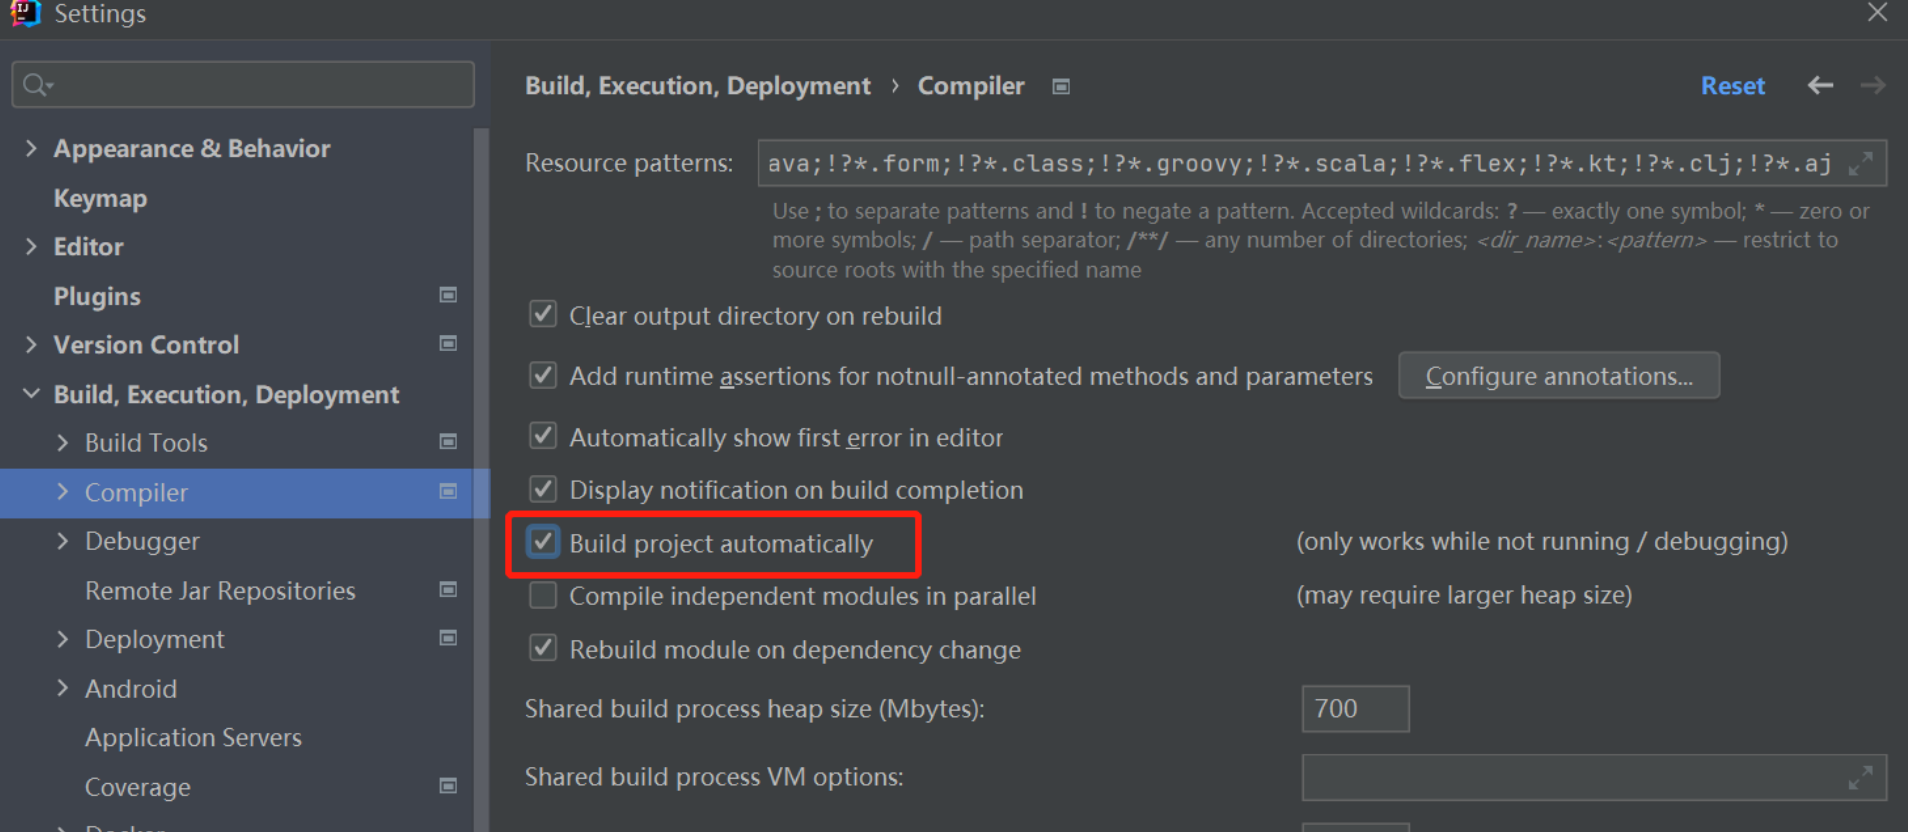 Settings
Appearance & Behavior
Keymap
Editor
Plugins
Version Control
Build, Execution, Deployment
Build Tools
Compiler
Debugger
Remote Jar Repositories
Deployment
Android
Application Servers
Coverage
Build, Execution, Deployment › Compiler
Reset
Resource patterns: ava;!?*.form;!?*.class;!?*.groovy;!?*.scala;!?*.flex;!?*.kt;!?*.clj;!?*.aj
Use ; to separate patterns and ! to negate a pattern. Accepted wildcards: ? — exactly one symbol; * — zero or
more symbols; / — path separator; /**/ — any number of directories; <dir_name>:<pattern> — restrict to
source roots with the specified name
Clear output directory on rebuild
Add runtime assertions for notnull-annotated methods and parameters Configure annotations...
Automatically show first error in editor
Display notification on build completion
Build project automatically (only works while not running / debugging)
Compile independent modules in parallel (may require larger heap size)
Rebuild module on dependency change
Shared build process heap size (Mbytes): 700
Shared build process VM options: